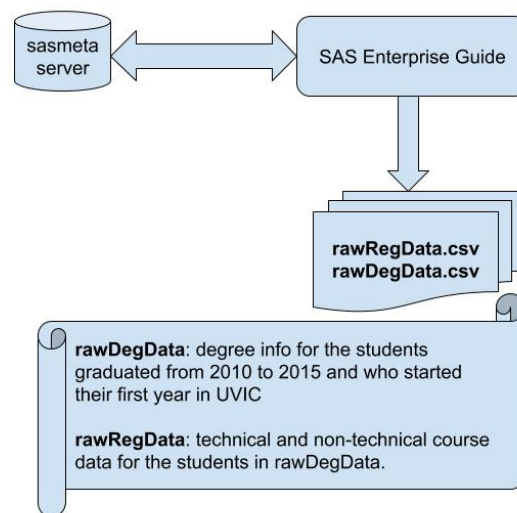 sasmeta
server
SAS Enterprise Guide
rawRegData.csv
rawDegData.csv
rawDegData: degree info for the students
graduated from 2010 to 2015 and who started
their first year in UVIC
rawRegData: technical and non-technical course
data for the students in rawDegData.